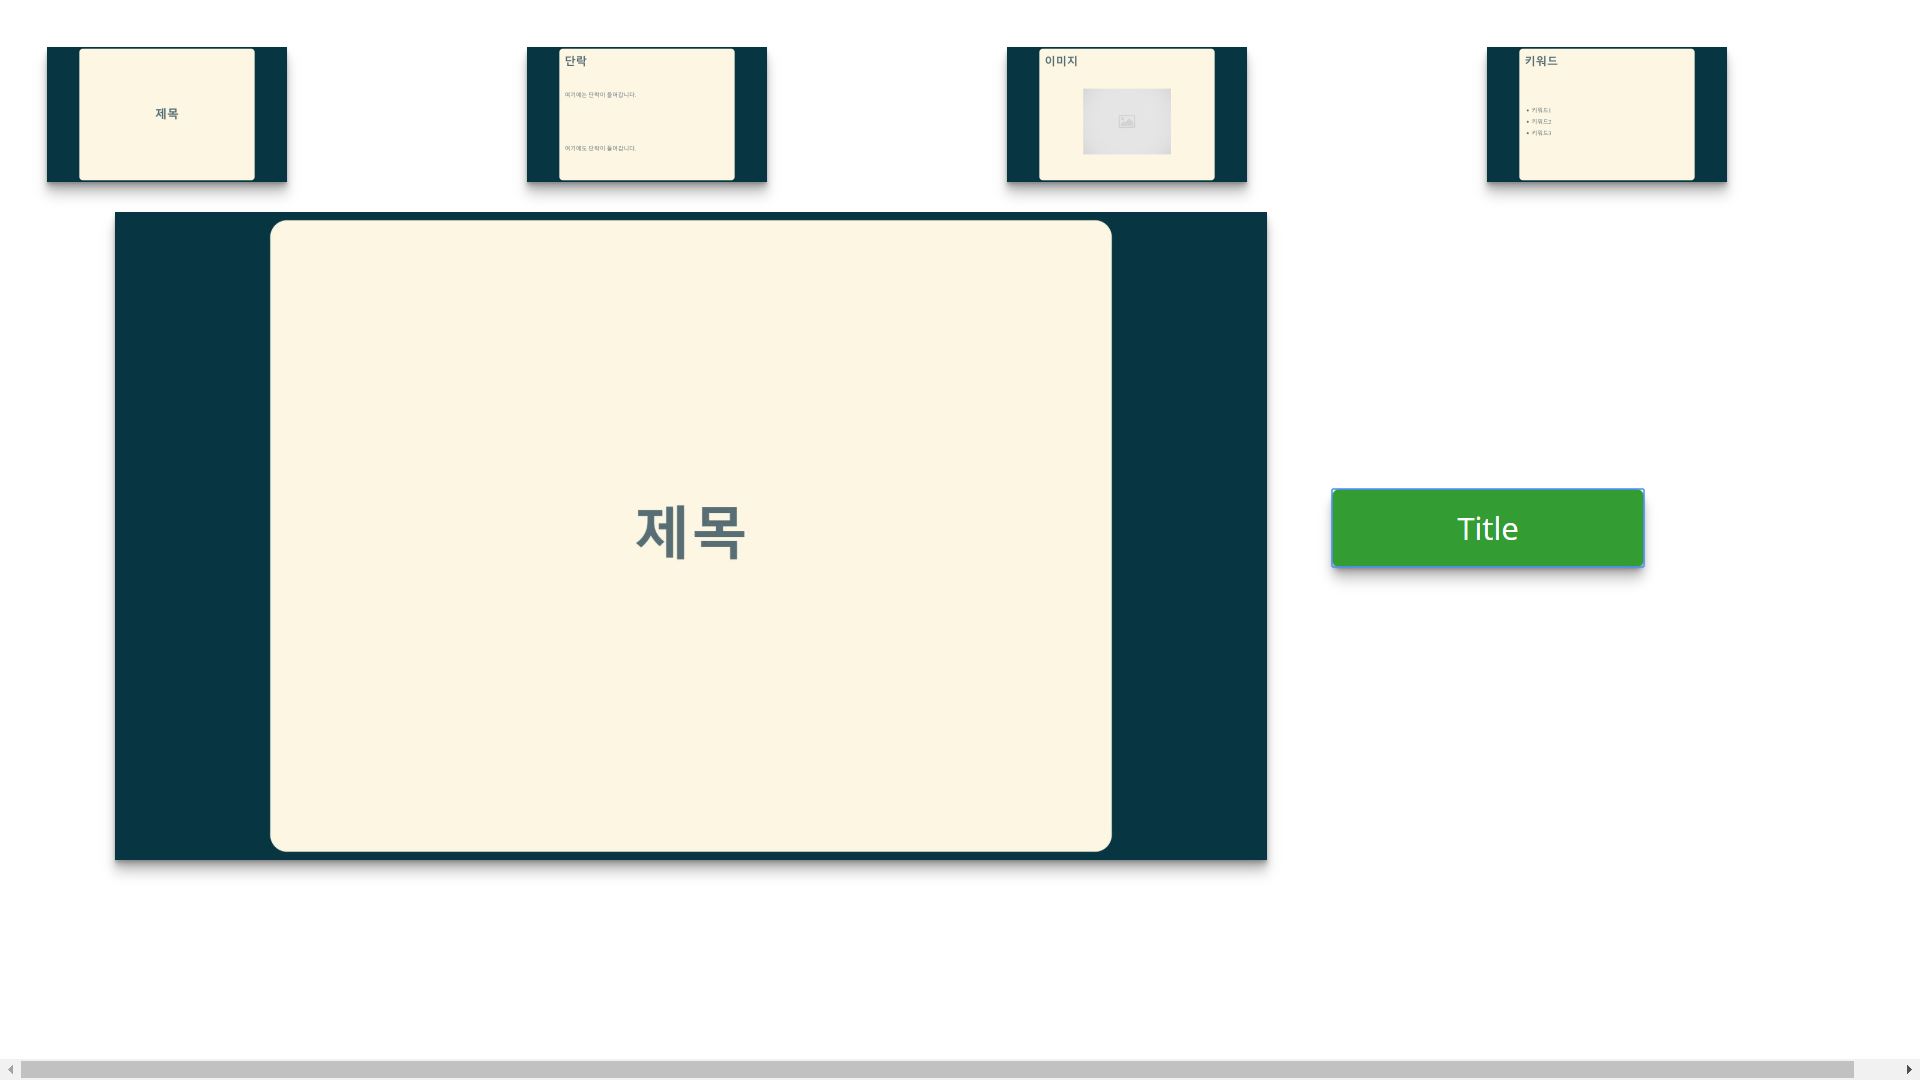 제목
단락
여기에는 단락이 들어갑니다.
여기에도 단락이 들어갑니다.
이미지
키워드
• 키워드1
• 키워드2
• 키워드3
제목
Title